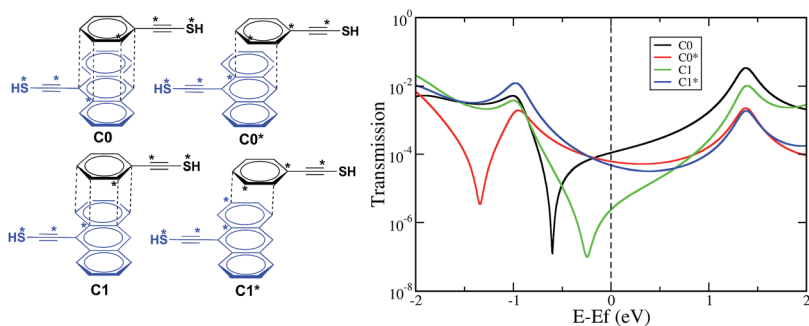 * * SH
HS * *
*
*
C0
* * SH
HS * *
*
*
C0*
* * SH
HS * *
*
*
C1
* * * SH
HS * *
*
*
*
C1*
10^0
10^-2
10^-4
10^-6
10^-8
Transmission
C0
C0*
C1
C1*
-2 -1 0 1 2
E-Ef (eV)